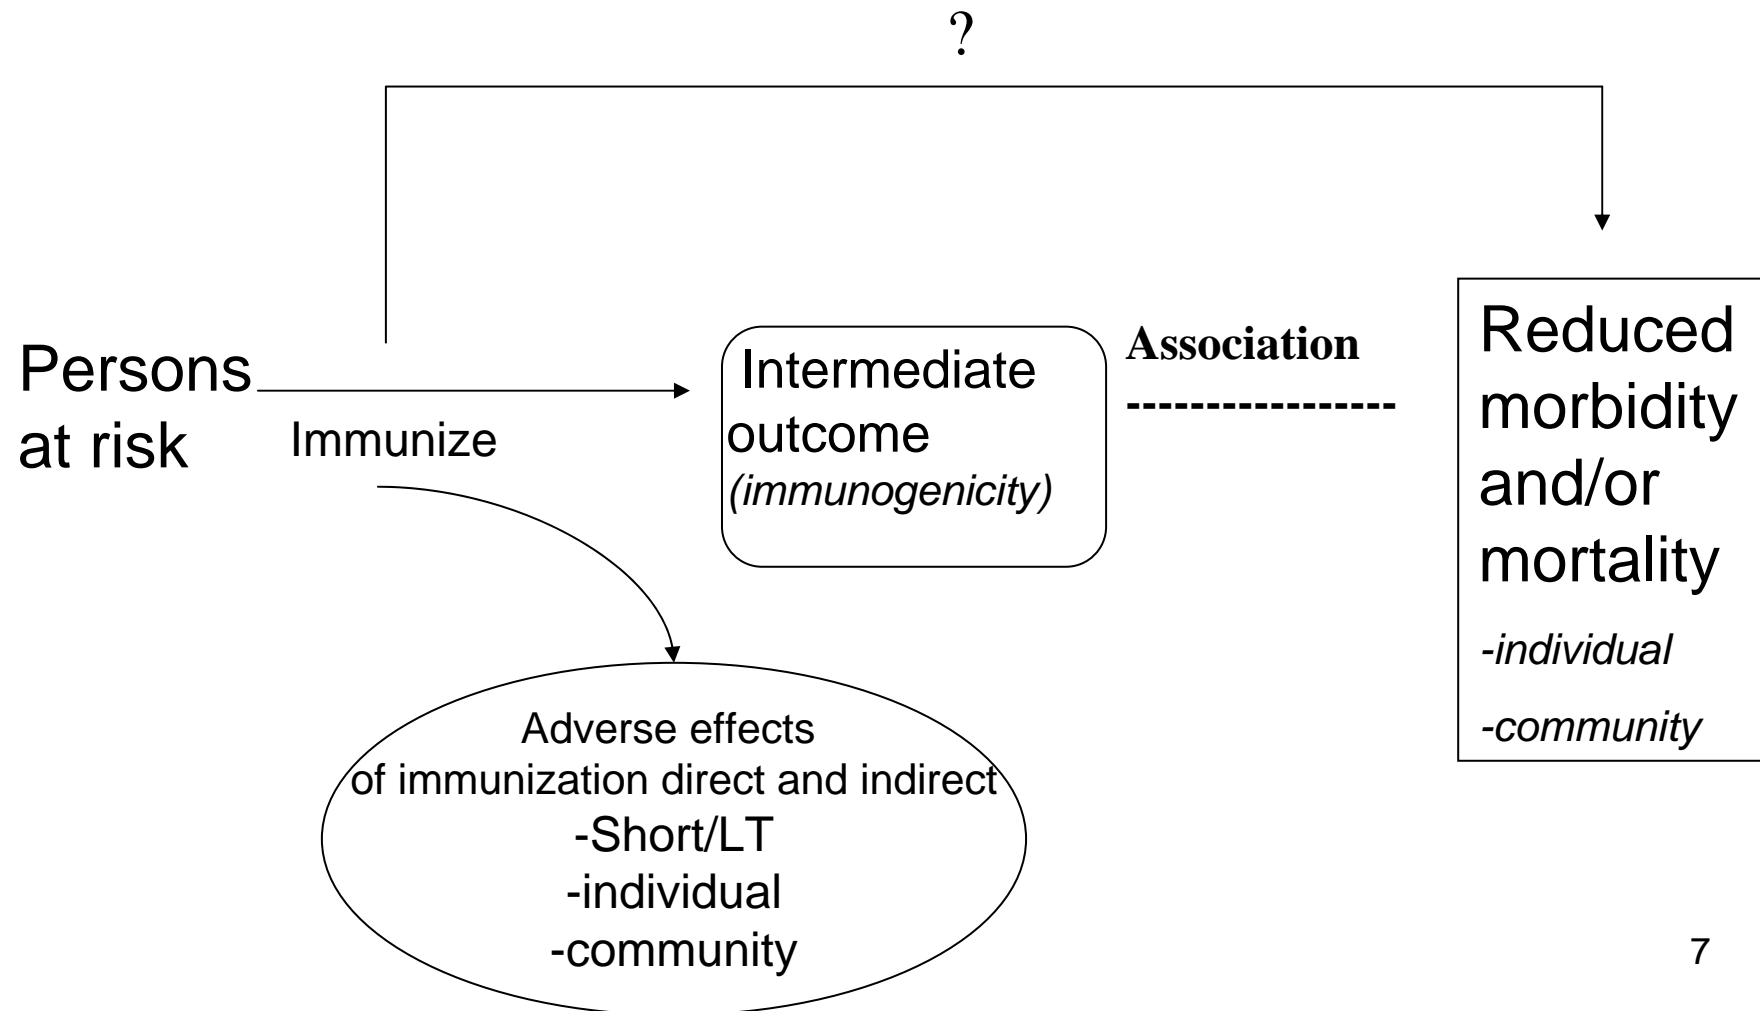 ?
Persons
at risk
Immunize
Intermediate
outcome
(immunogenicity)
Association
-----------------
Reduced
morbidity
and/or
mortality
-individual
-community
Adverse effects
of immunization direct and indirect
-Short/LT
-individual
-community
7